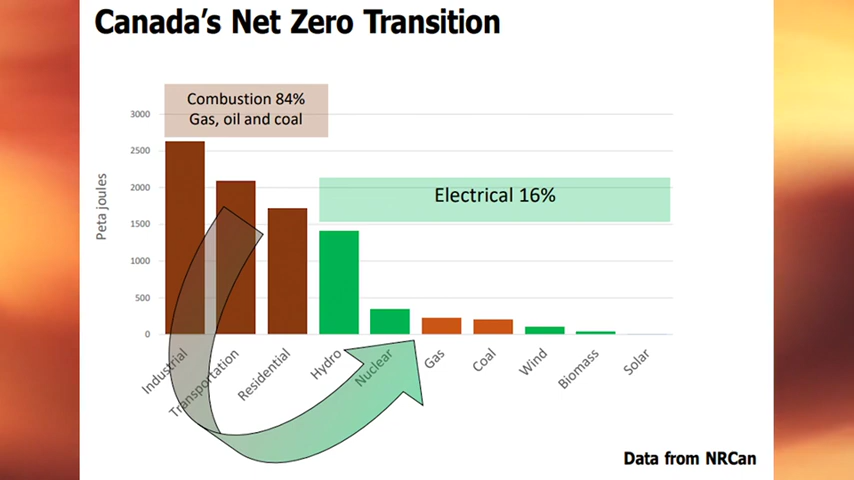 Canada's Net Zero Transition
Combustion 84%
Gas, oil and coal
Electrical 16%
Peta joules
3000
2500
2000
1500
1000
500
0
Industrial
Transportation
Residential
Hydro
Nuclear
Gas
Coal
Wind
Biomass
Solar
Data from NRCan